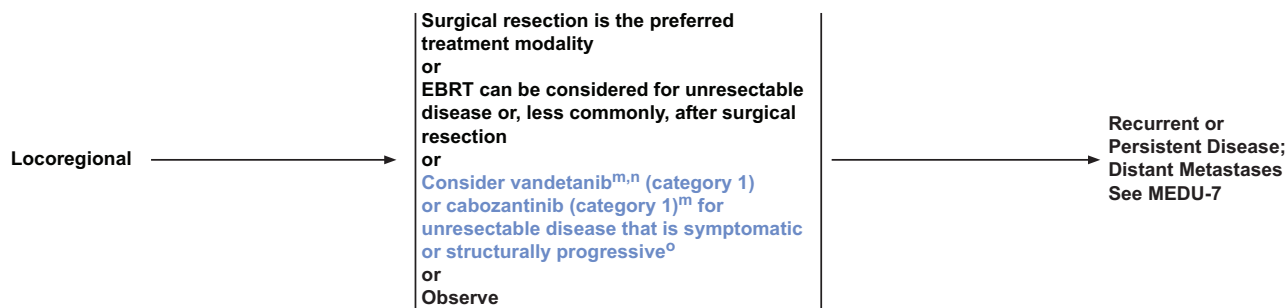 Locoregional
Surgical resection is the preferred
treatment modality
or
EBRT can be considered for unresectable
disease or, less commonly, after surgical
resection
or
Consider vandetanibm,n (category 1)
or cabozantinib (category 1)m for
unresectable disease that is symptomatic
or structurally progressiveo
or
Observe
Recurrent or
Persistent Disease;
Distant Metastases
See MEDU-7